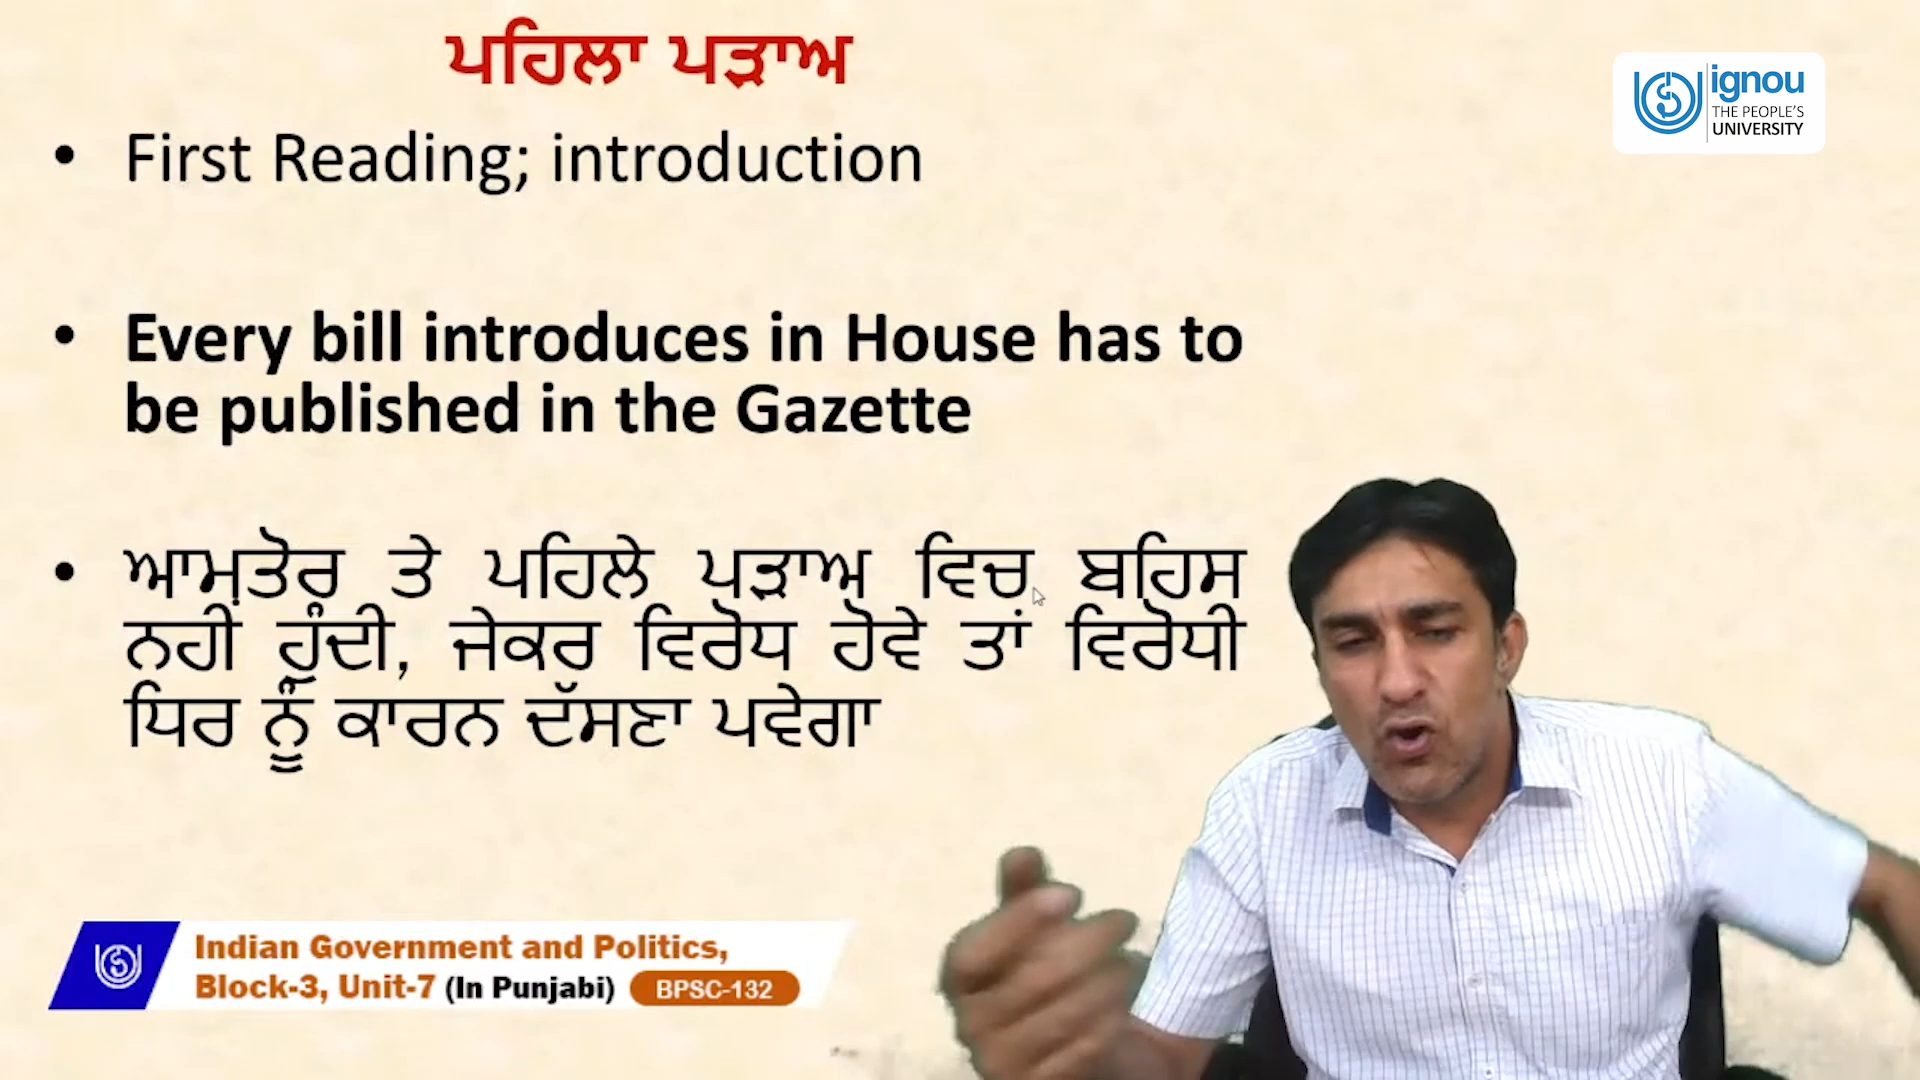 ਪਹਿਲਾ ਪੜਾਅ
ignou
THE PEOPLE'S
UNIVERSITY
• First Reading; introduction
• Every bill introduces in House has to
be published in the Gazette
• ਆਮਤੋਰ ਤੇ ਪਹਿਲੇ ਪੜਾਅ ਵਿਚ ਬਹਿਸ
ਨਹੀਂ ਹੁੰਦੀ, ਜੇਕਰ ਵਿਰੋਧ ਹੋਵੇ ਤਾਂ ਵਿਰੋਧੀ
ਧਿਰ ਨੂੰ ਕਾਰਨ ਦੱਸਣਾ ਪਵੇਗਾ
Indian Government and Politics,
Block-3, Unit-7 (In Punjabi) BPSC-132